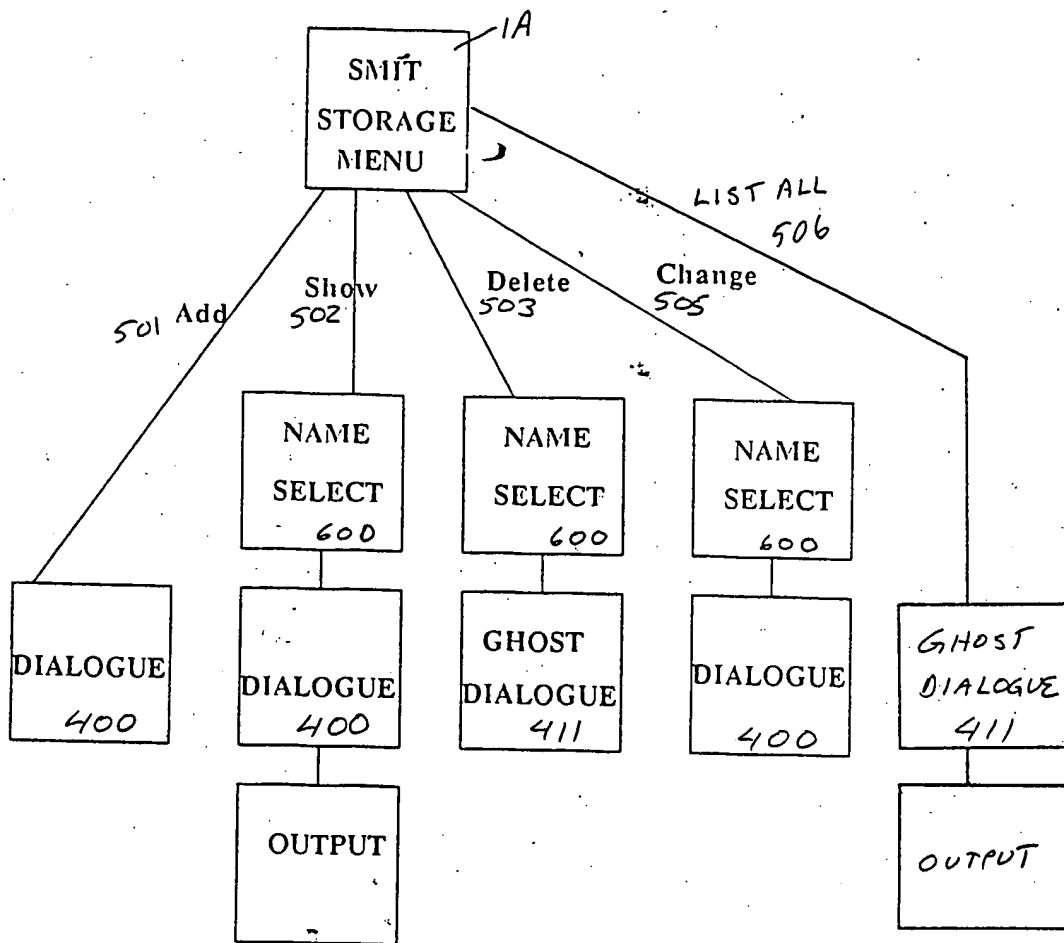 1A
SMIT
STORAGE
MENU
LIST ALL
506
501 Add
Show
502
Delete
503
Change
505
NAME
SELECT
600
NAME
SELECT
600
NAME
SELECT
600
DIALOGUE
400
DIALOGUE
400
GHOST
DIALOGUE
411
DIALOGUE
400
GHOST
DIALOGUE
411
OUTPUT
OUTPUT